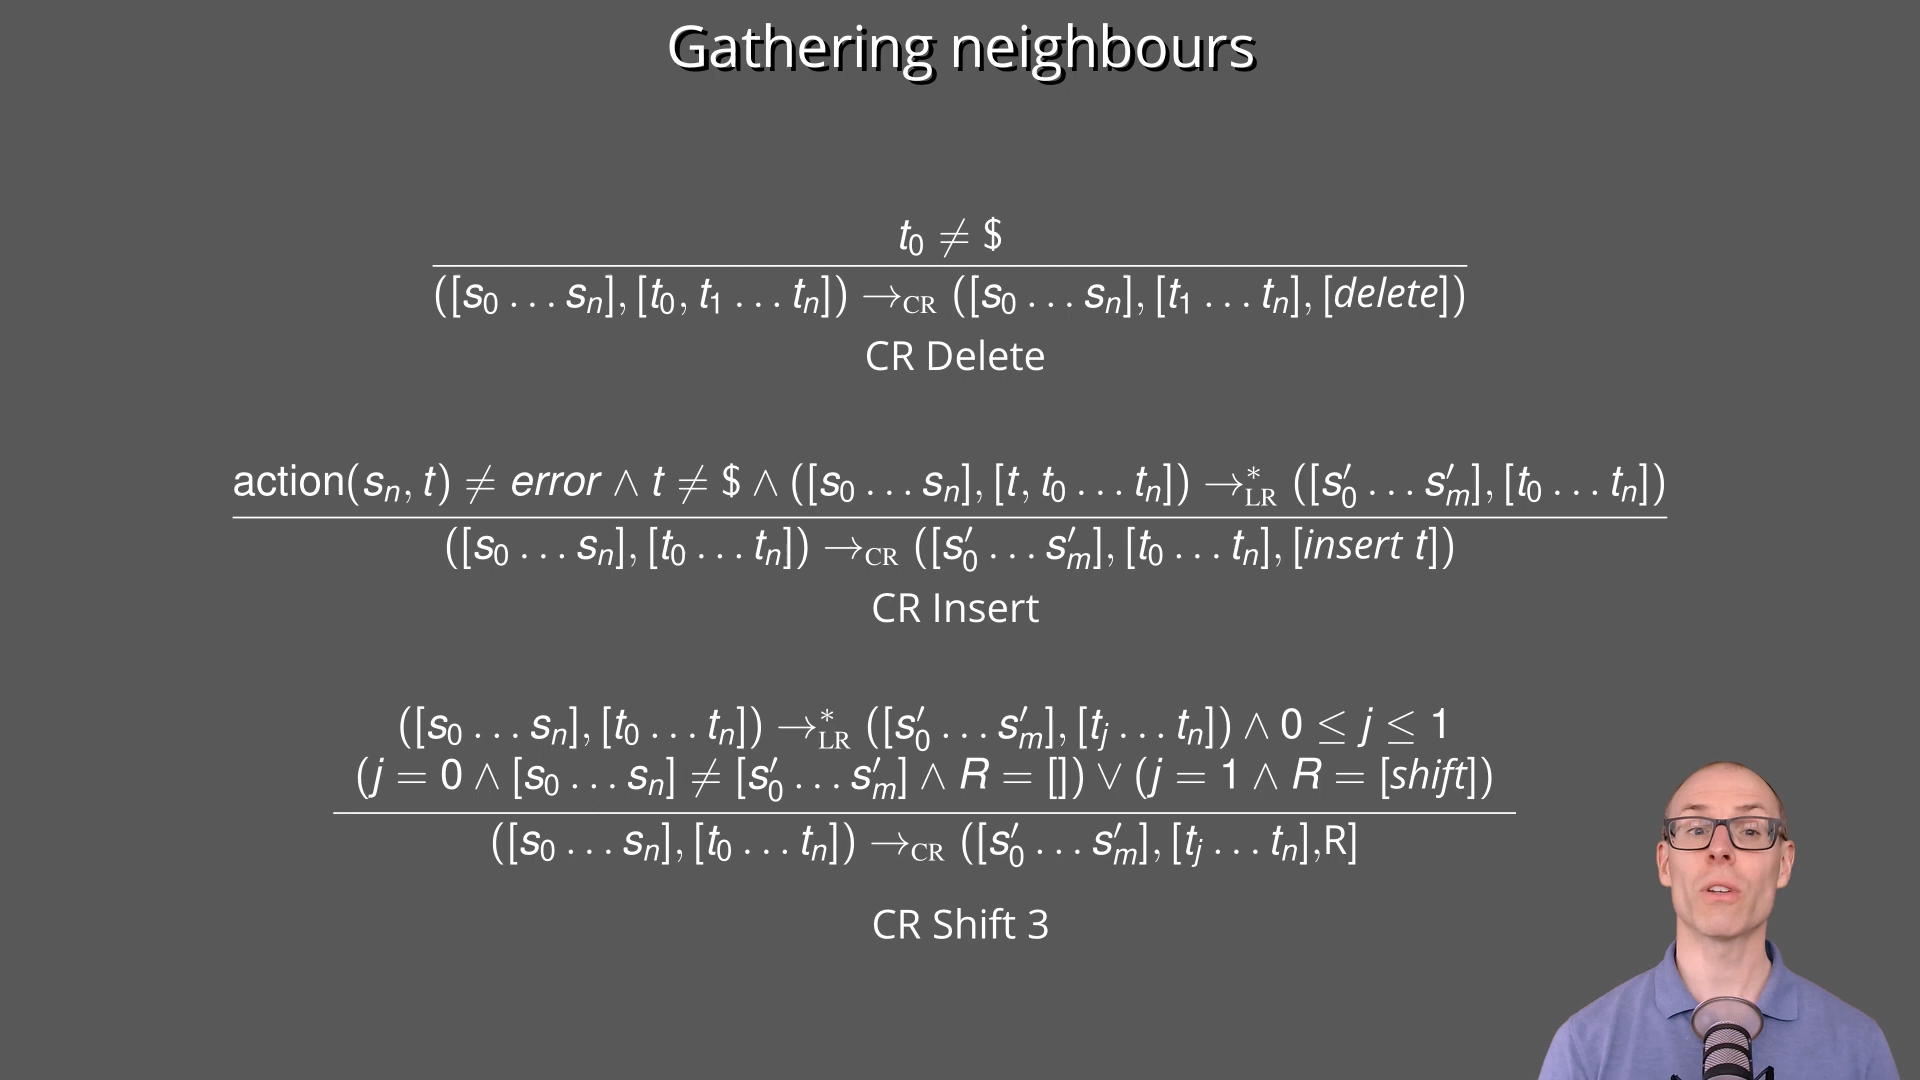 Gathering neighbours
t₀ ≠ $
([s₀ … sₙ], [t₀, t₁ … tₙ]) →CR ([s₀ … sₙ], [t₁ … tₙ], [delete])
CR Delete
action(sₙ, t) ≠ error ∧ t ≠ $ ∧ ([s₀ … sₙ], [t, t₀ … tₙ]) →*LR ([s′₀ … s′ₘ], [t₀ … tₙ])
([s₀ … sₙ], [t₀ … tₙ]) →CR ([s′₀ … s′ₘ], [t₀ … tₙ], [insert t])
CR Insert
([s₀ … sₙ], [t₀ … tₙ]) →*LR ([s′₀ … s′ₘ], [tⱼ … tₙ]) ∧ 0 ≤ j ≤ 1
(j = 0 ∧ [s₀ … sₙ] ≠ [s′₀ … s′ₘ] ∧ R = []) ∨ (j = 1 ∧ R = [shift])
([s₀ … sₙ], [t₀ … tₙ]) →CR ([s′₀ … s′ₘ], [tⱼ … tₙ],R]
CR Shift 3